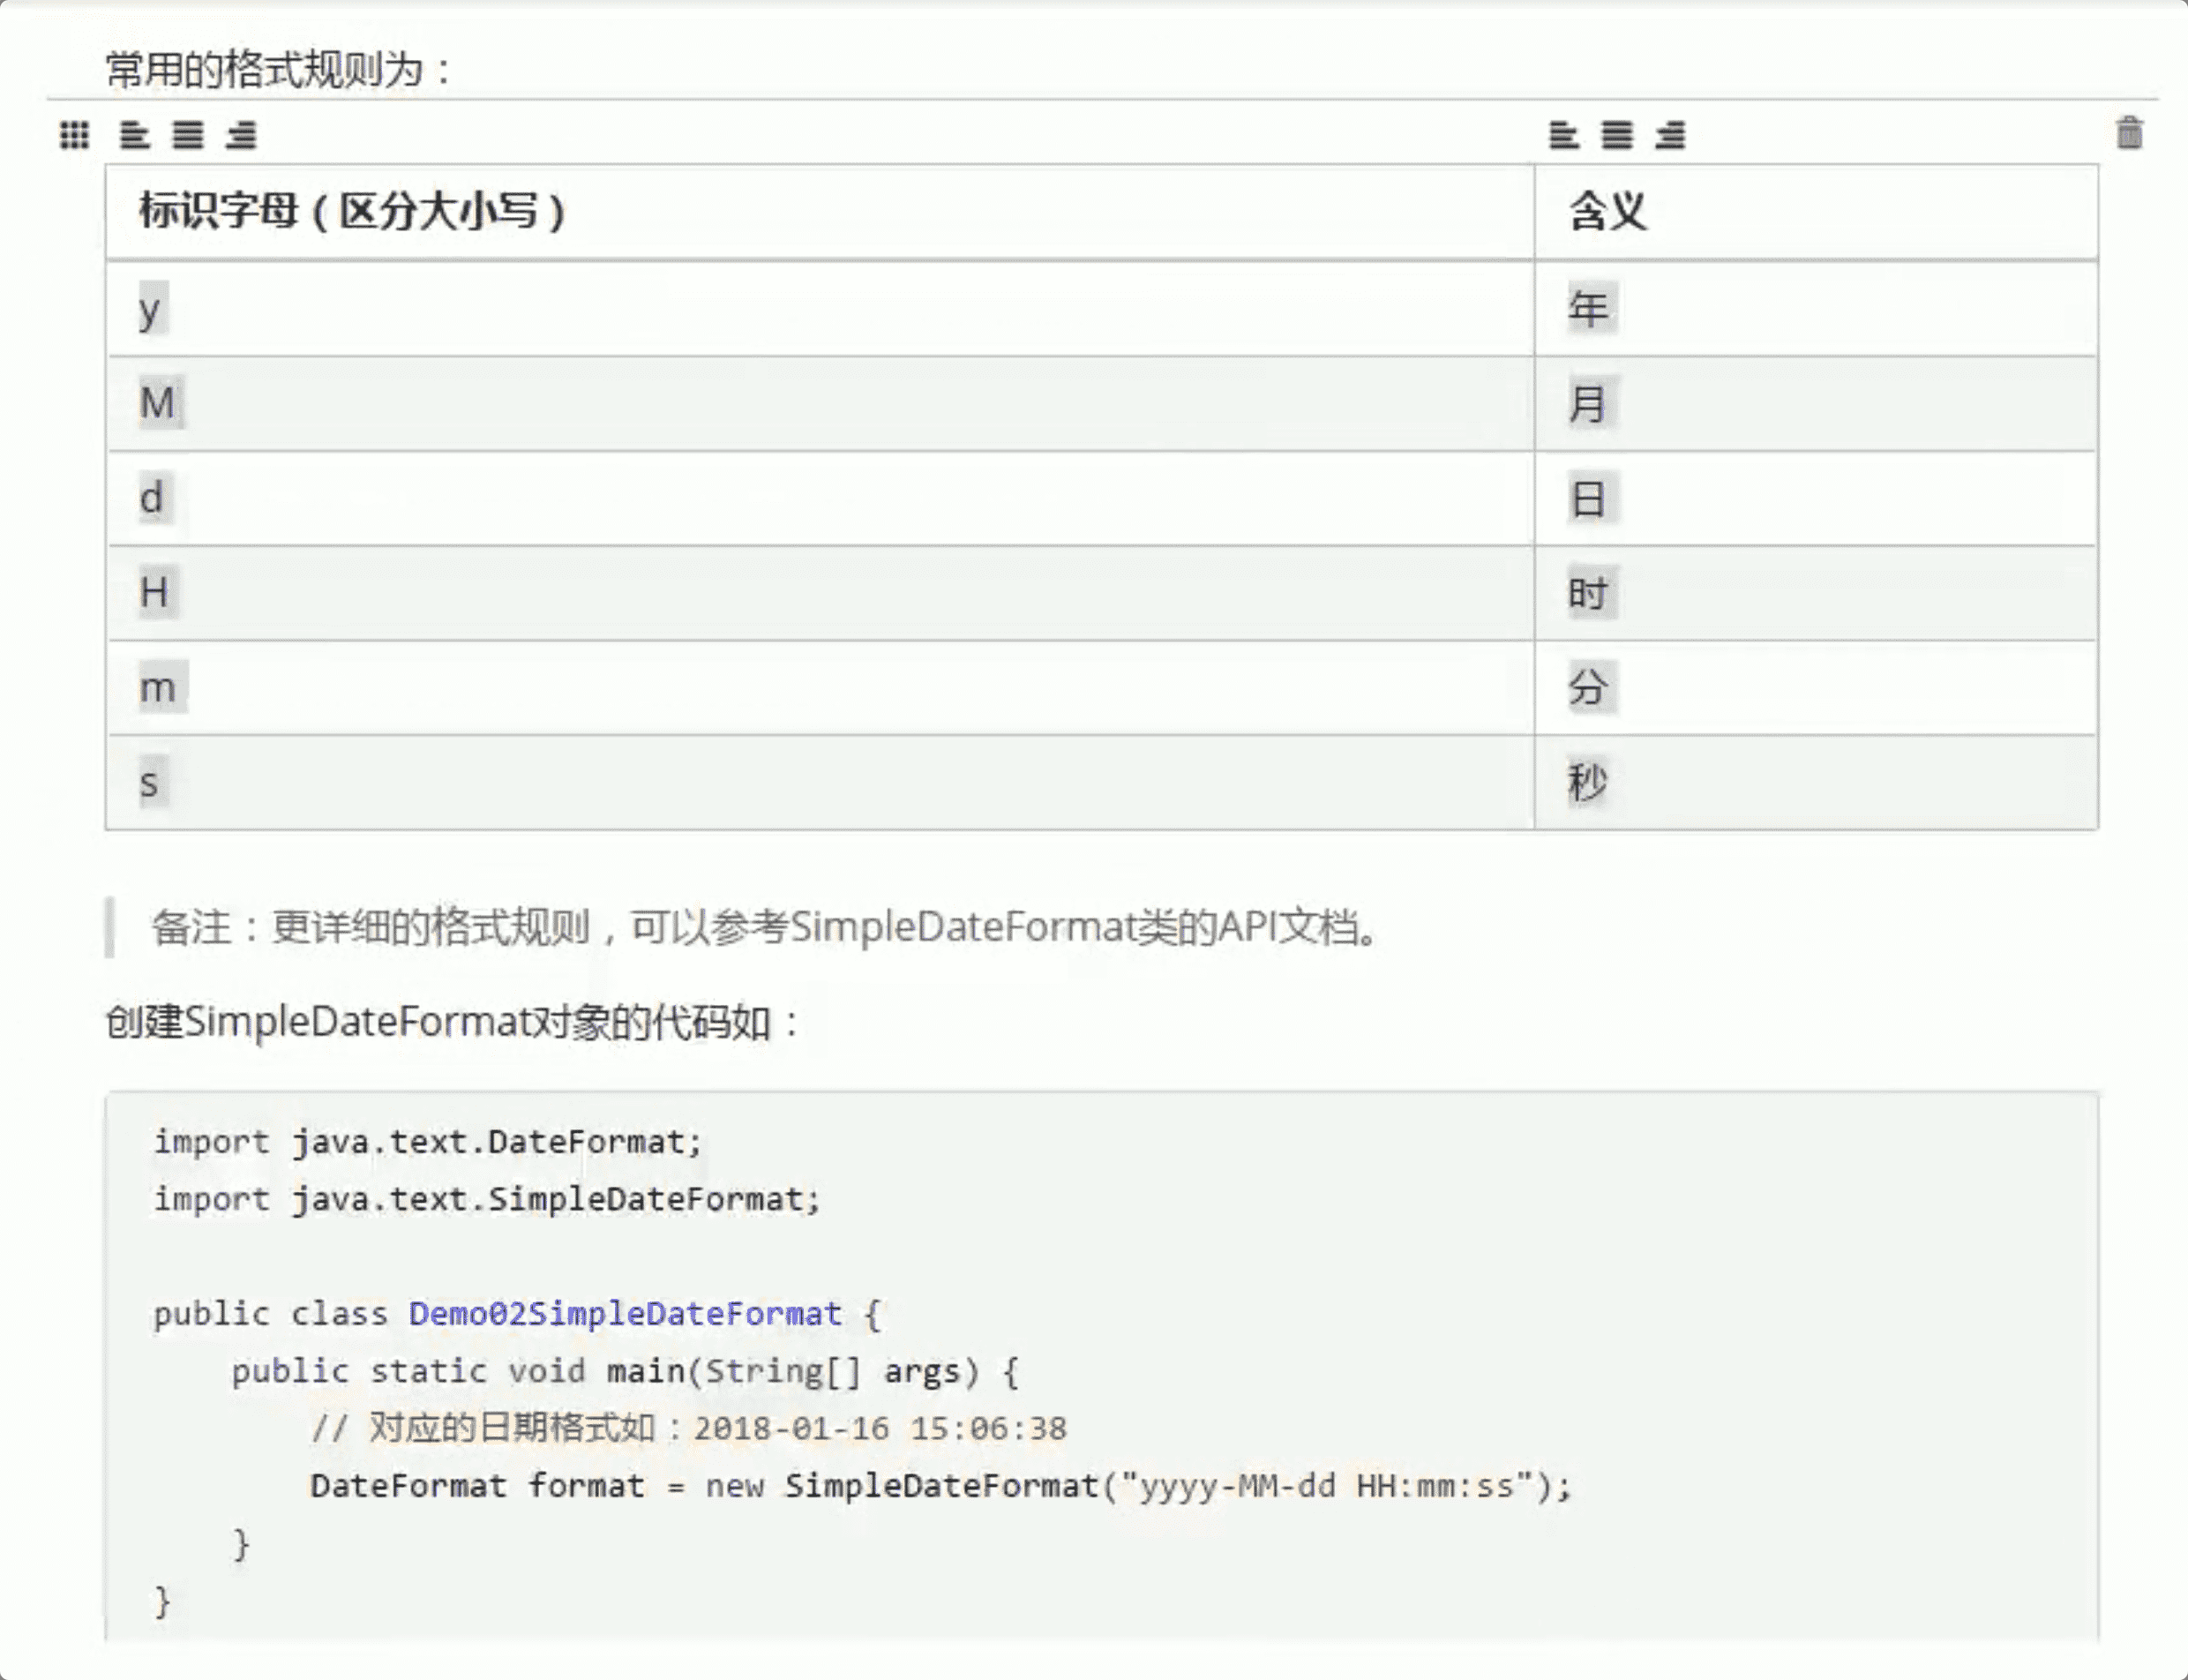 常用的格式规则为：
标识字母（区分大小写） 含义
y 年
M 月
d 日
H 时
m 分
s 秒
备注：更详细的格式规则，可以参考SimpleDateFormat类的API文档。
创建SimpleDateFormat对象的代码如：
import java.text.DateFormat;
import java.text.SimpleDateFormat;
public class Demo02SimpleDateFormat {
    public static void main(String[] args) {
        // 对应的日期格式如：2018-01-16 15:06:38
        DateFormat format = new SimpleDateFormat("yyyy-MM-dd HH:mm:ss");
    }
}